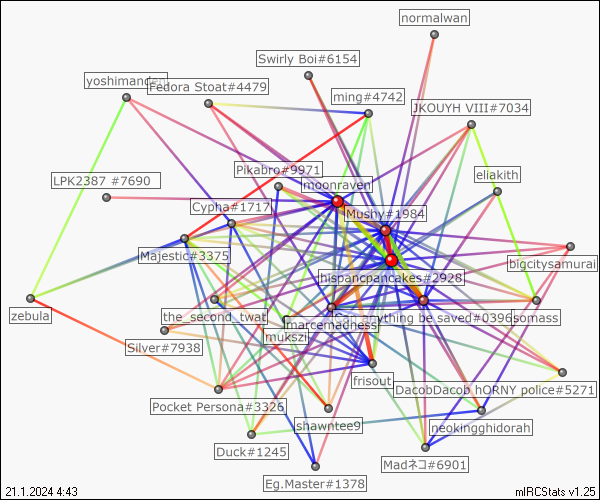 normalwan
Swirly Boi#6154
yoshimande
Fedora Stoat#4479
ming#4742
JKOUYH VIII#7034
Pikabro#9971
eliakith
LPK2387 #7690
moonraven
Cypha#1717
Mushy#1984
Majestic#3375
bigcitysamurai
hispancpancakes#2928
zebula
the_second_twat
marcemadness
anything be saved#0396
somass
mukszi
Silver#7938
frisout
DacobDacob hORNY police#5271
Pocket Persona#3326
shawntee9
neokingghidorah
Duck#1245
Madネコ#6901
Eg.Master#1378
21.1.2024 4:43
mIRCStats v1.25